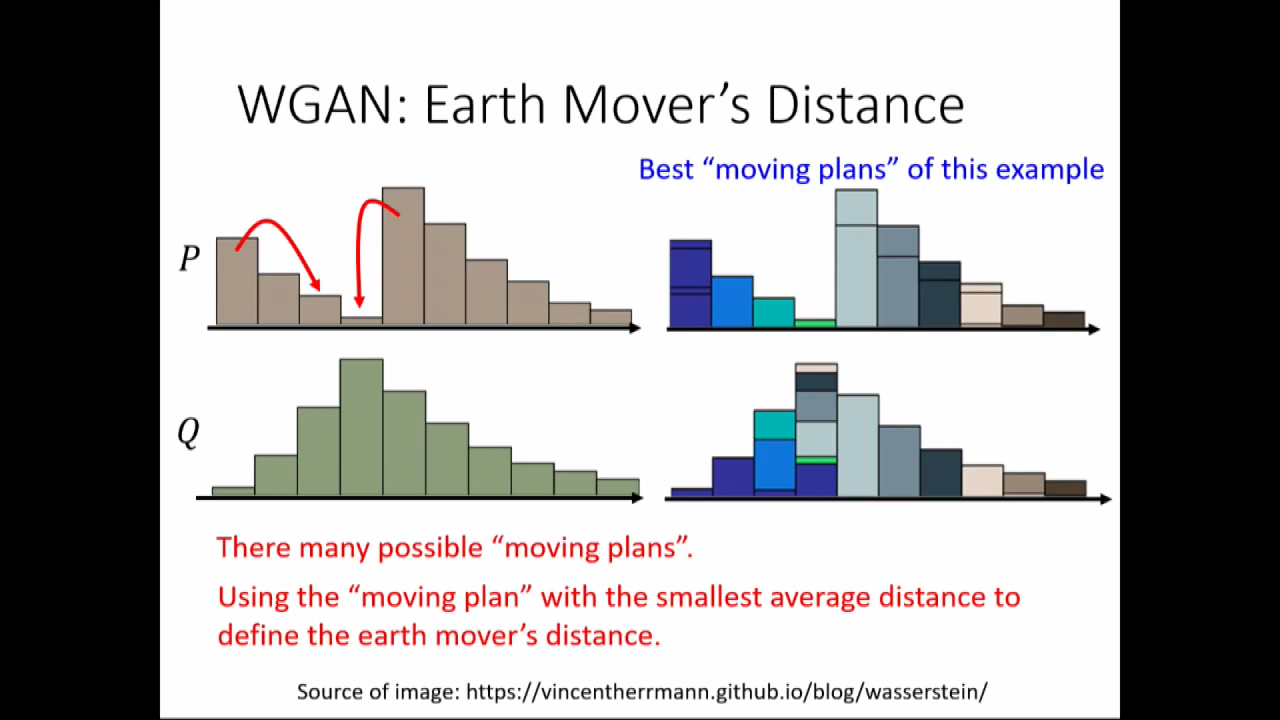 WGAN: Earth Mover’s Distance
Best “moving plans” of this example
P
Q
There many possible “moving plans”.
Using the “moving plan” with the smallest average distance to
define the earth mover’s distance.
Source of image: https://vincentherrmann.github.io/blog/wasserstein/